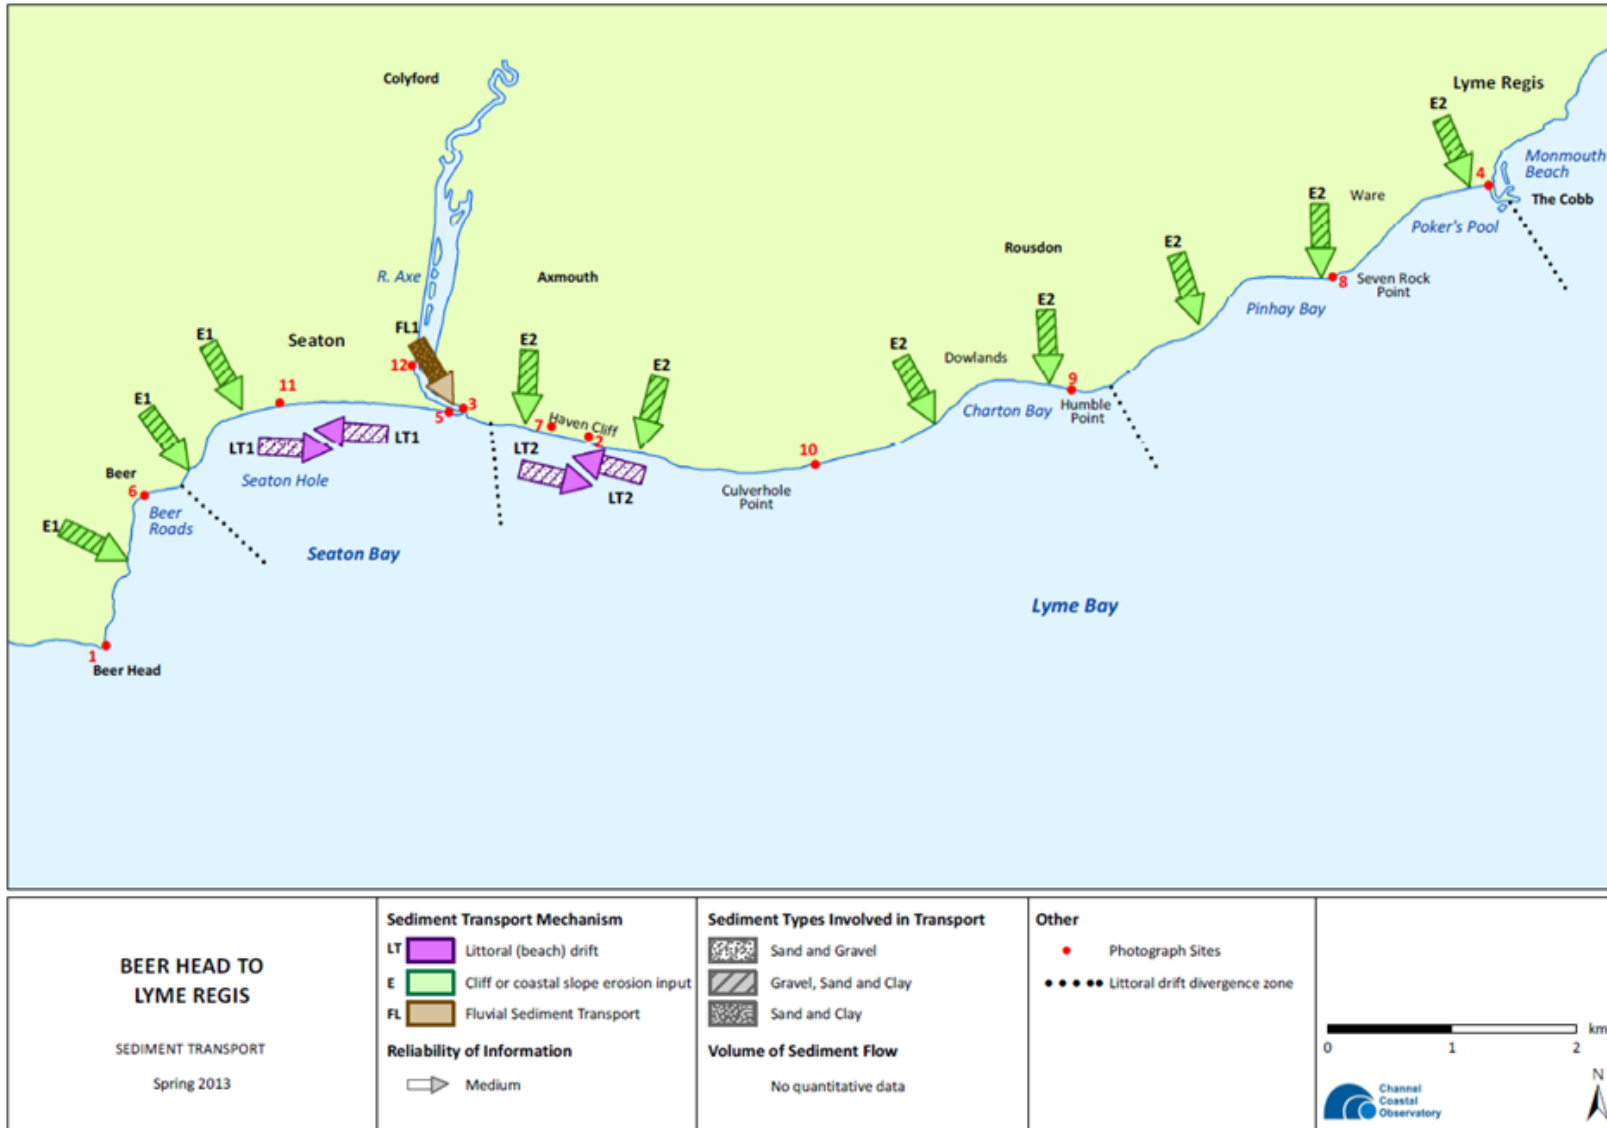 Colyford
Lyme Regis
E2
Monmouth
Beach
4
E2
Ware
The Cobb
Poker's Pool
E2
Rousdon
R. Axe
Axmouth
8
Seven Rock
Point
E2
Pinhay Bay
FL1
E1
Seaton
E2
E2
E2
Dowlands
12
11
9
3
5
Charton Bay
Humble
Point
E1
7
Haven Cliff
2
LT1
LT1
LT2
10
Beer
Seaton Hole
6
LT2
Culverhole
Point
Beer
Roads
E1
Seaton Bay
Lyme Bay
1
Beer Head
BEER HEAD TO
LYME REGIS
SEDIMENT TRANSPORT
Spring 2013
Sediment Transport Mechanism
LT Littoral (beach) drift
E Cliff or coastal slope erosion input
FL Fluvial Sediment Transport
Reliability of Information
Medium
Sediment Types Involved in Transport
Sand and Gravel
Gravel, Sand and Clay
Sand and Clay
Volume of Sediment Flow
No quantitative data
Other
Photograph Sites
Littoral drift divergence zone
km
0 1 2
Channel
Coastal
Observatory
N